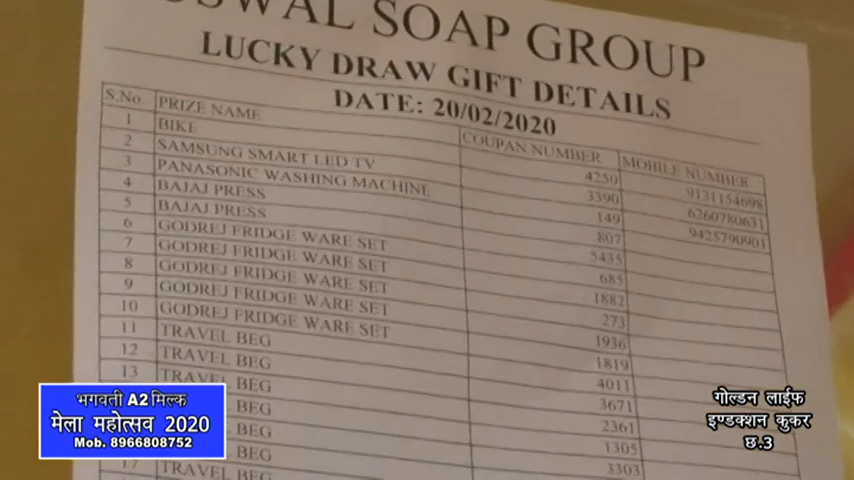 OSWAL SOAP GROUP
LUCKY DRAW GIFT DETAILS
DATE: 20/02/2020
S.No PRIZE NAME COUPAN NUMBER MOBILE NUMBER
1 BIKE 4250 9131154698
2 SAMSUNG SMART LED TV 3390 6260780631
3 PANASONIC WASHING MACHINE 149 9425790901
4 BAJAJ PRESS 807
5 BAJAJ PRESS 5435
6 GODREJ FRIDGE WARE SET 685
7 GODREJ FRIDGE WARE SET 1882
8 GODREJ FRIDGE WARE SET 273
9 GODREJ FRIDGE WARE SET 1936
10 GODREJ FRIDGE WARE SET 1819
11 TRAVEL BEG 4011
12 TRAVEL BEG 3671
13 TRAVEL BEG 2361
BEG 1305
BEG 3303
BEG
17 TRAVEL BEG
भगवती A2 मिल्क
मेला महोत्सव 2020
Mob. 8966808752
गोल्डन लाईफ
इण्डक्शन कुकर
छ.3